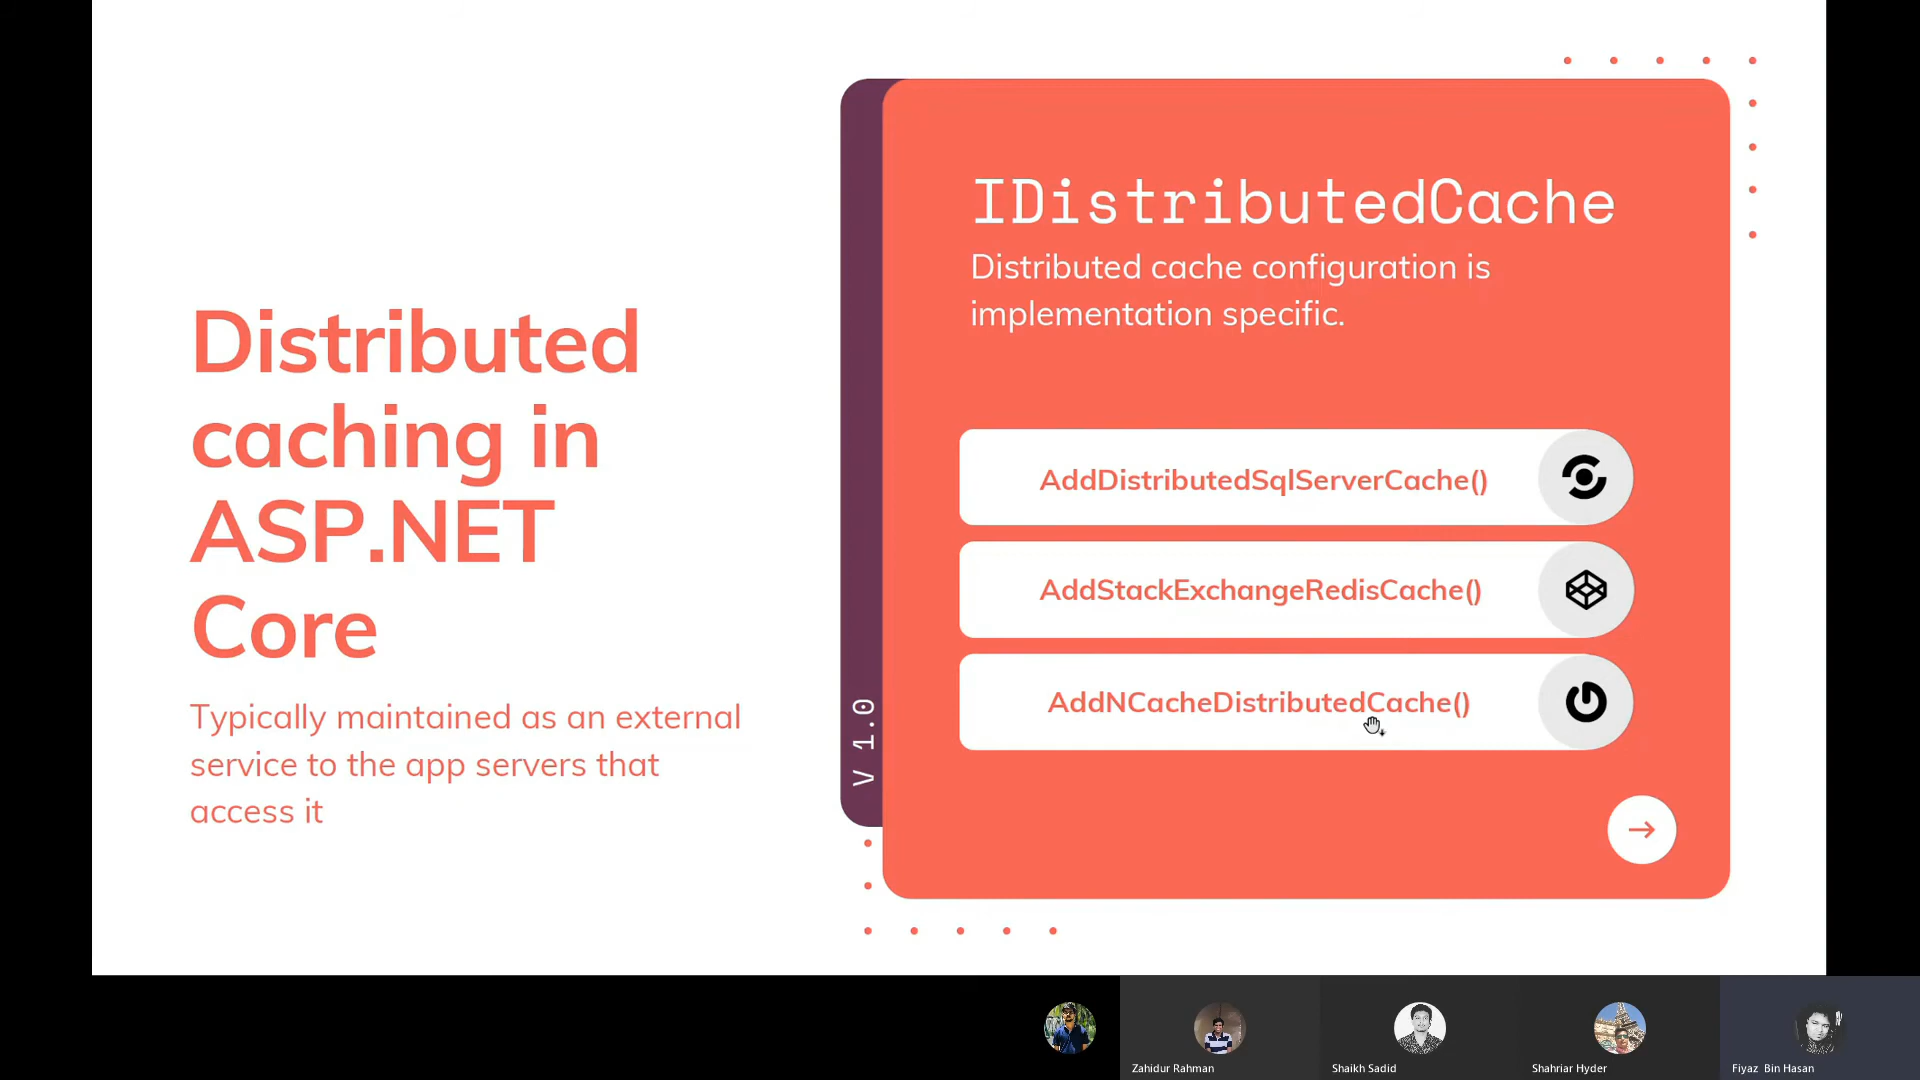 Distributed
caching in
ASP.NET
Core
Typically maintained as an external
service to the app servers that
access it
V 1.0
IDistributedCache
Distributed cache configuration is
implementation specific.
AddDistributedSqlServerCache()
AddStackExchangeRedisCache()
AddNCacheDistributedCache()
Zahidur Rahman
Shaikh Sadid
Shahriar Hyder
Fiyaz Bin Hasan